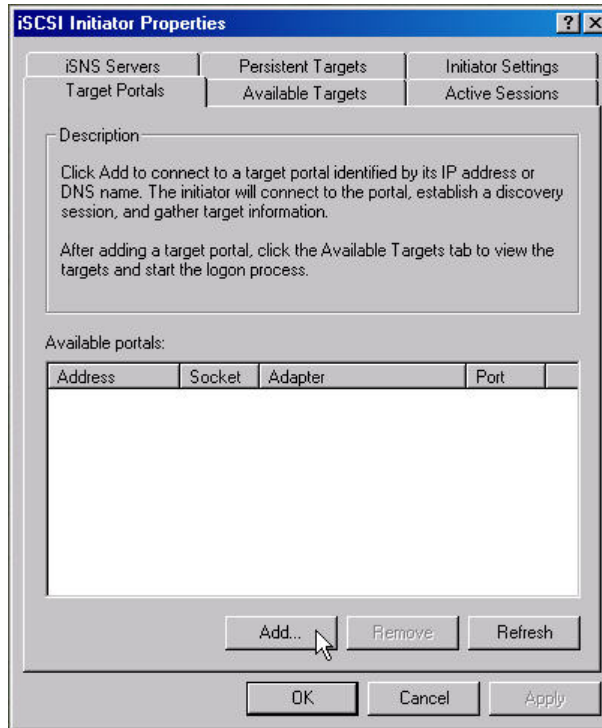 iSCSI Initiator Properties
iSNS Servers Persistent Targets Initiator Settings
Target Portals Available Targets Active Sessions
Description
Click Add to connect to a target portal identified by its IP address or
DNS name. The initiator will connect to the portal, establish a discovery
session, and gather target information.
After adding a target portal, click the Available Targets tab to view the
targets and start the logon process.
Available portals:
Address Socket Adapter Port
Add... Remove Refresh
OK Cancel Apply